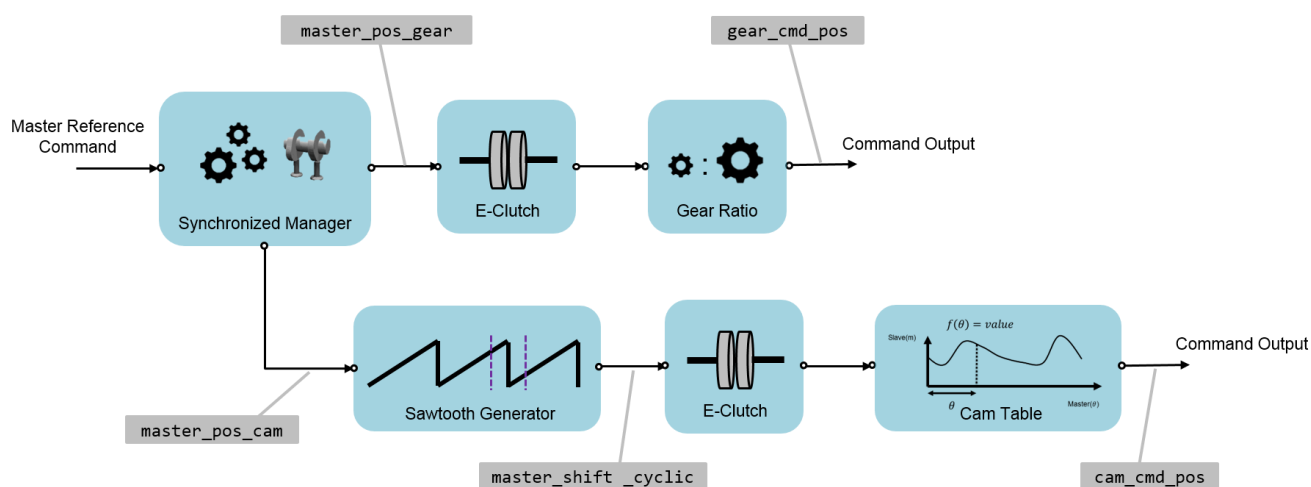 master_pos_gear
gear_cmd_pos
Master Reference
Command
Synchronized Manager
E-Clutch
:
Gear Ratio
Command Output
Sawtooth Generator
E-Clutch
f(θ) = value
Slave(m)
θ
Master(θ)
Cam Table
Command Output
master_pos_cam
master_shift _cyclic
cam_cmd_pos